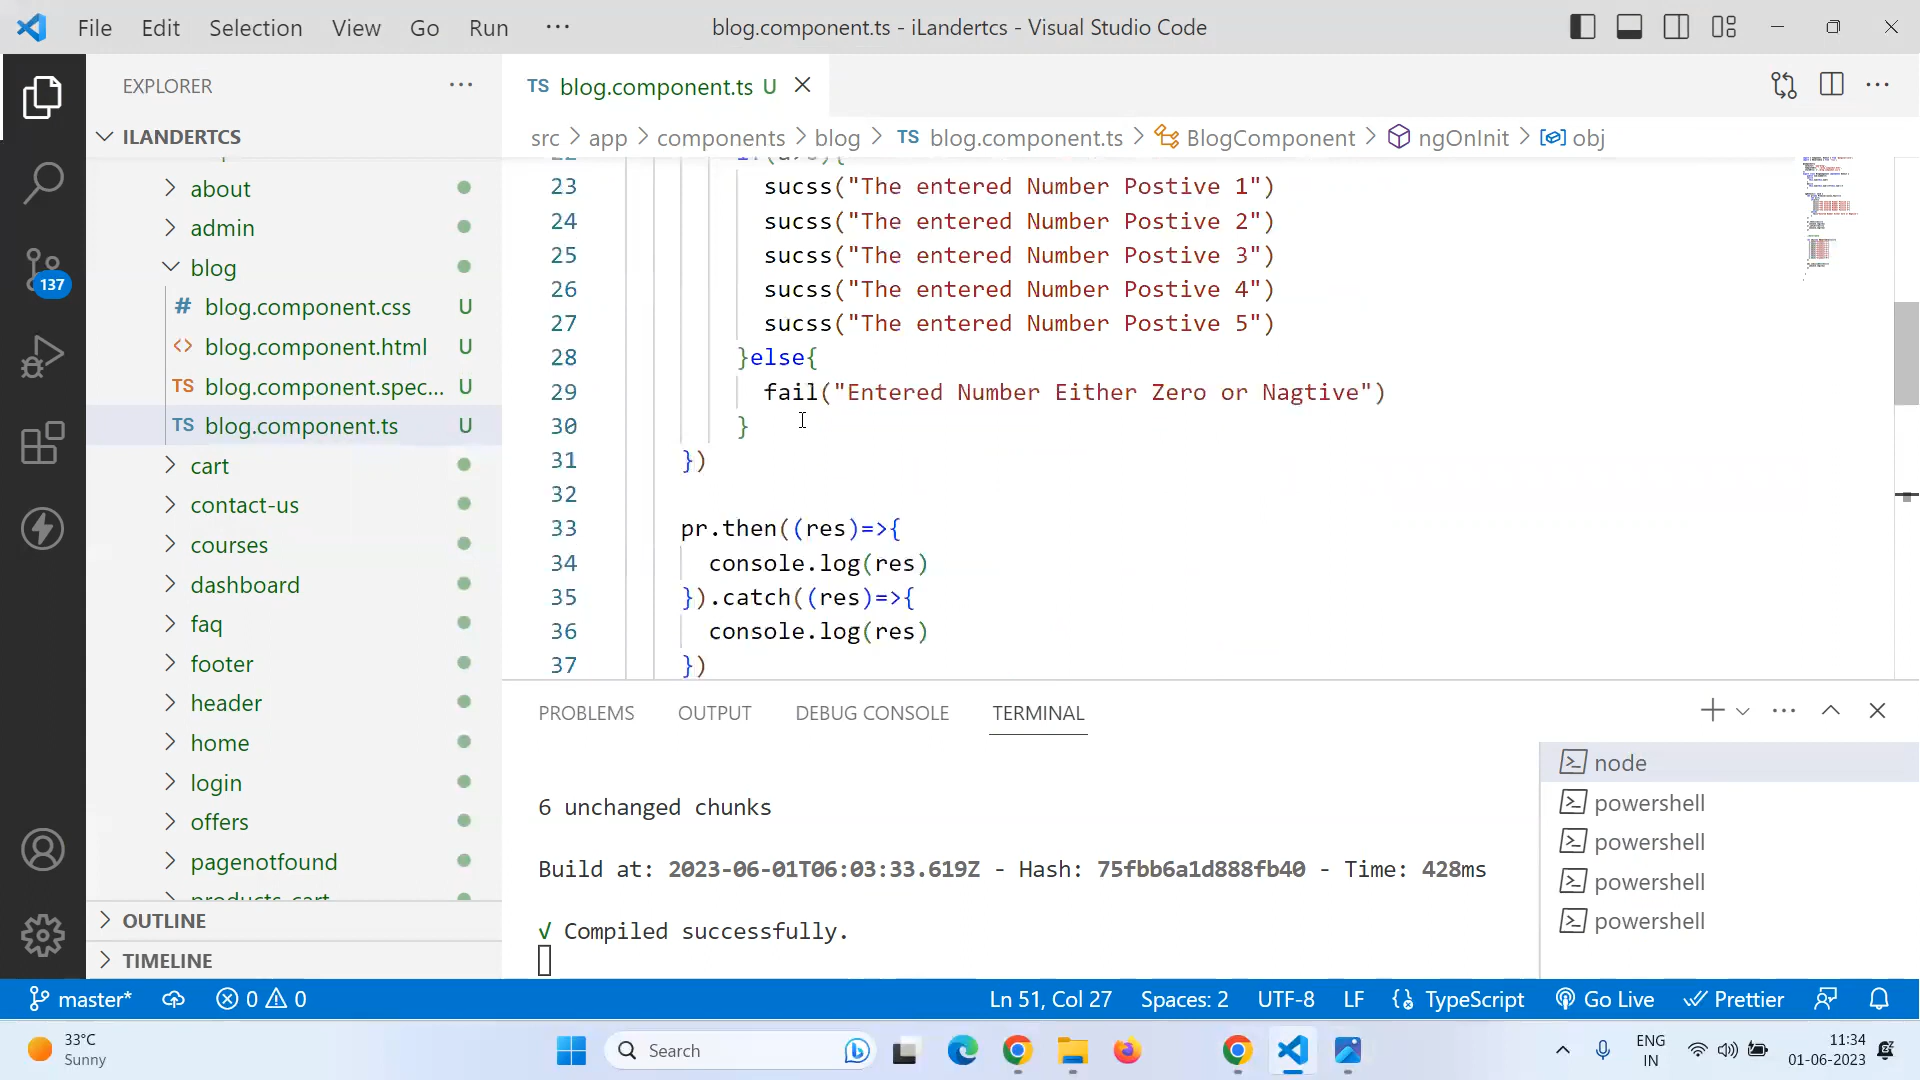 File Edit Selection View Go Run ···
blog.component.ts - iLandertcs - Visual Studio Code
EXPLORER
ILANDERTCS
about
admin
blog
# blog.component.css U
<> blog.component.html U
TS blog.component.spec... U
TS blog.component.ts U
cart
contact-us
courses
dashboard
faq
footer
header
home
login
offers
pagenotfound
OUTLINE
TIMELINE
137
TS blog.component.ts U
src > app > components > blog > TS blog.component.ts > BlogComponent > ngOnInit > obj
23 sucss("The entered Number Postive 1")
24 sucss("The entered Number Postive 2")
25 sucss("The entered Number Postive 3")
26 sucss("The entered Number Postive 4")
27 sucss("The entered Number Postive 5")
28 }else{
29 fail("Entered Number Either Zero or Nagtive")
30 }
31 })
32
33 pr.then((res)=>{
34 console.log(res)
35 }).catch((res)=>{
36 console.log(res)
37 })
PROBLEMS OUTPUT DEBUG CONSOLE TERMINAL
6 unchanged chunks
Build at: 2023-06-01T06:03:33.619Z - Hash: 75fbb6a1d888fb40 - Time: 428ms
√ Compiled successfully.
node
powershell
powershell
powershell
powershell
master* 0 0 Ln 51, Col 27 Spaces: 2 UTF-8 LF TypeScript Go Live Prettier
33°C
Sunny
Search
ENG
IN
11:34
01-06-2023